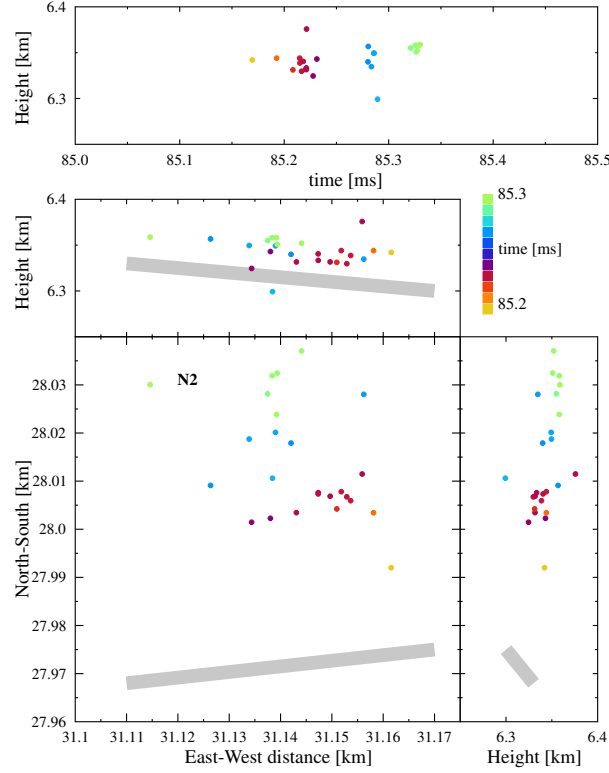 6.4
6.3
Height [km]
85.0 85.1 85.2 85.3 85.4 85.5
time [ms]
6.4
6.3
Height [km]
85.3
time [ms]
85.2
N2
28.03
28.02
28.01
28.0
27.99
27.98
27.97
27.96
North-South [km]
31.1 31.11 31.12 31.13 31.14 31.15 31.16 31.17
East-West distance [km]
6.3 6.4
Height [km]